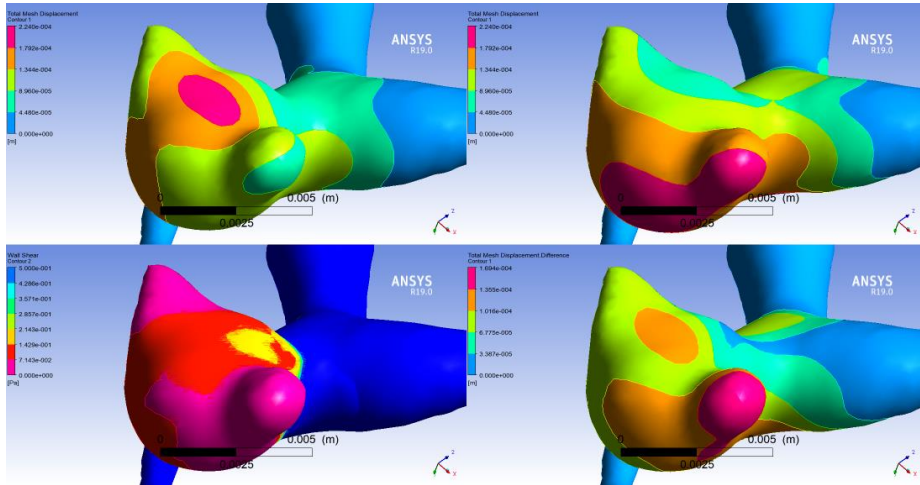 Total Mesh Displacement
Contour 1
2.240e-004
1.792e-004
1.344e-004
8.960e-005
4.480e-005
0.000e+000
[m]
ANSYS
R19.0
0
0.005 (m)
0.0025
Z
X
Total Mesh Displacement
Contour 1
2.240e-004
1.792e-004
1.344e-004
8.960e-005
4.480e-005
0.000e+000
[m]
ANSYS
R19.0
0
0.005 (m)
0.0025
Z
X
Wall Shear
Contour 2
5.000e-001
4.286e-001
3.571e-001
2.857e-001
2.143e-001
1.429e-001
7.143e-002
0.000e+000
[Pa]
ANSYS
R19.0
0
0.005 (m)
0.0025
Z
X
Total Mesh Displacement.Difference
Contour 1
1.694e-004
1.355e-004
1.016e-004
6.775e-005
3.387e-005
0.000e+000
[m]
ANSYS
R19.0
0
0.005 (m)
0.0025
Z
X